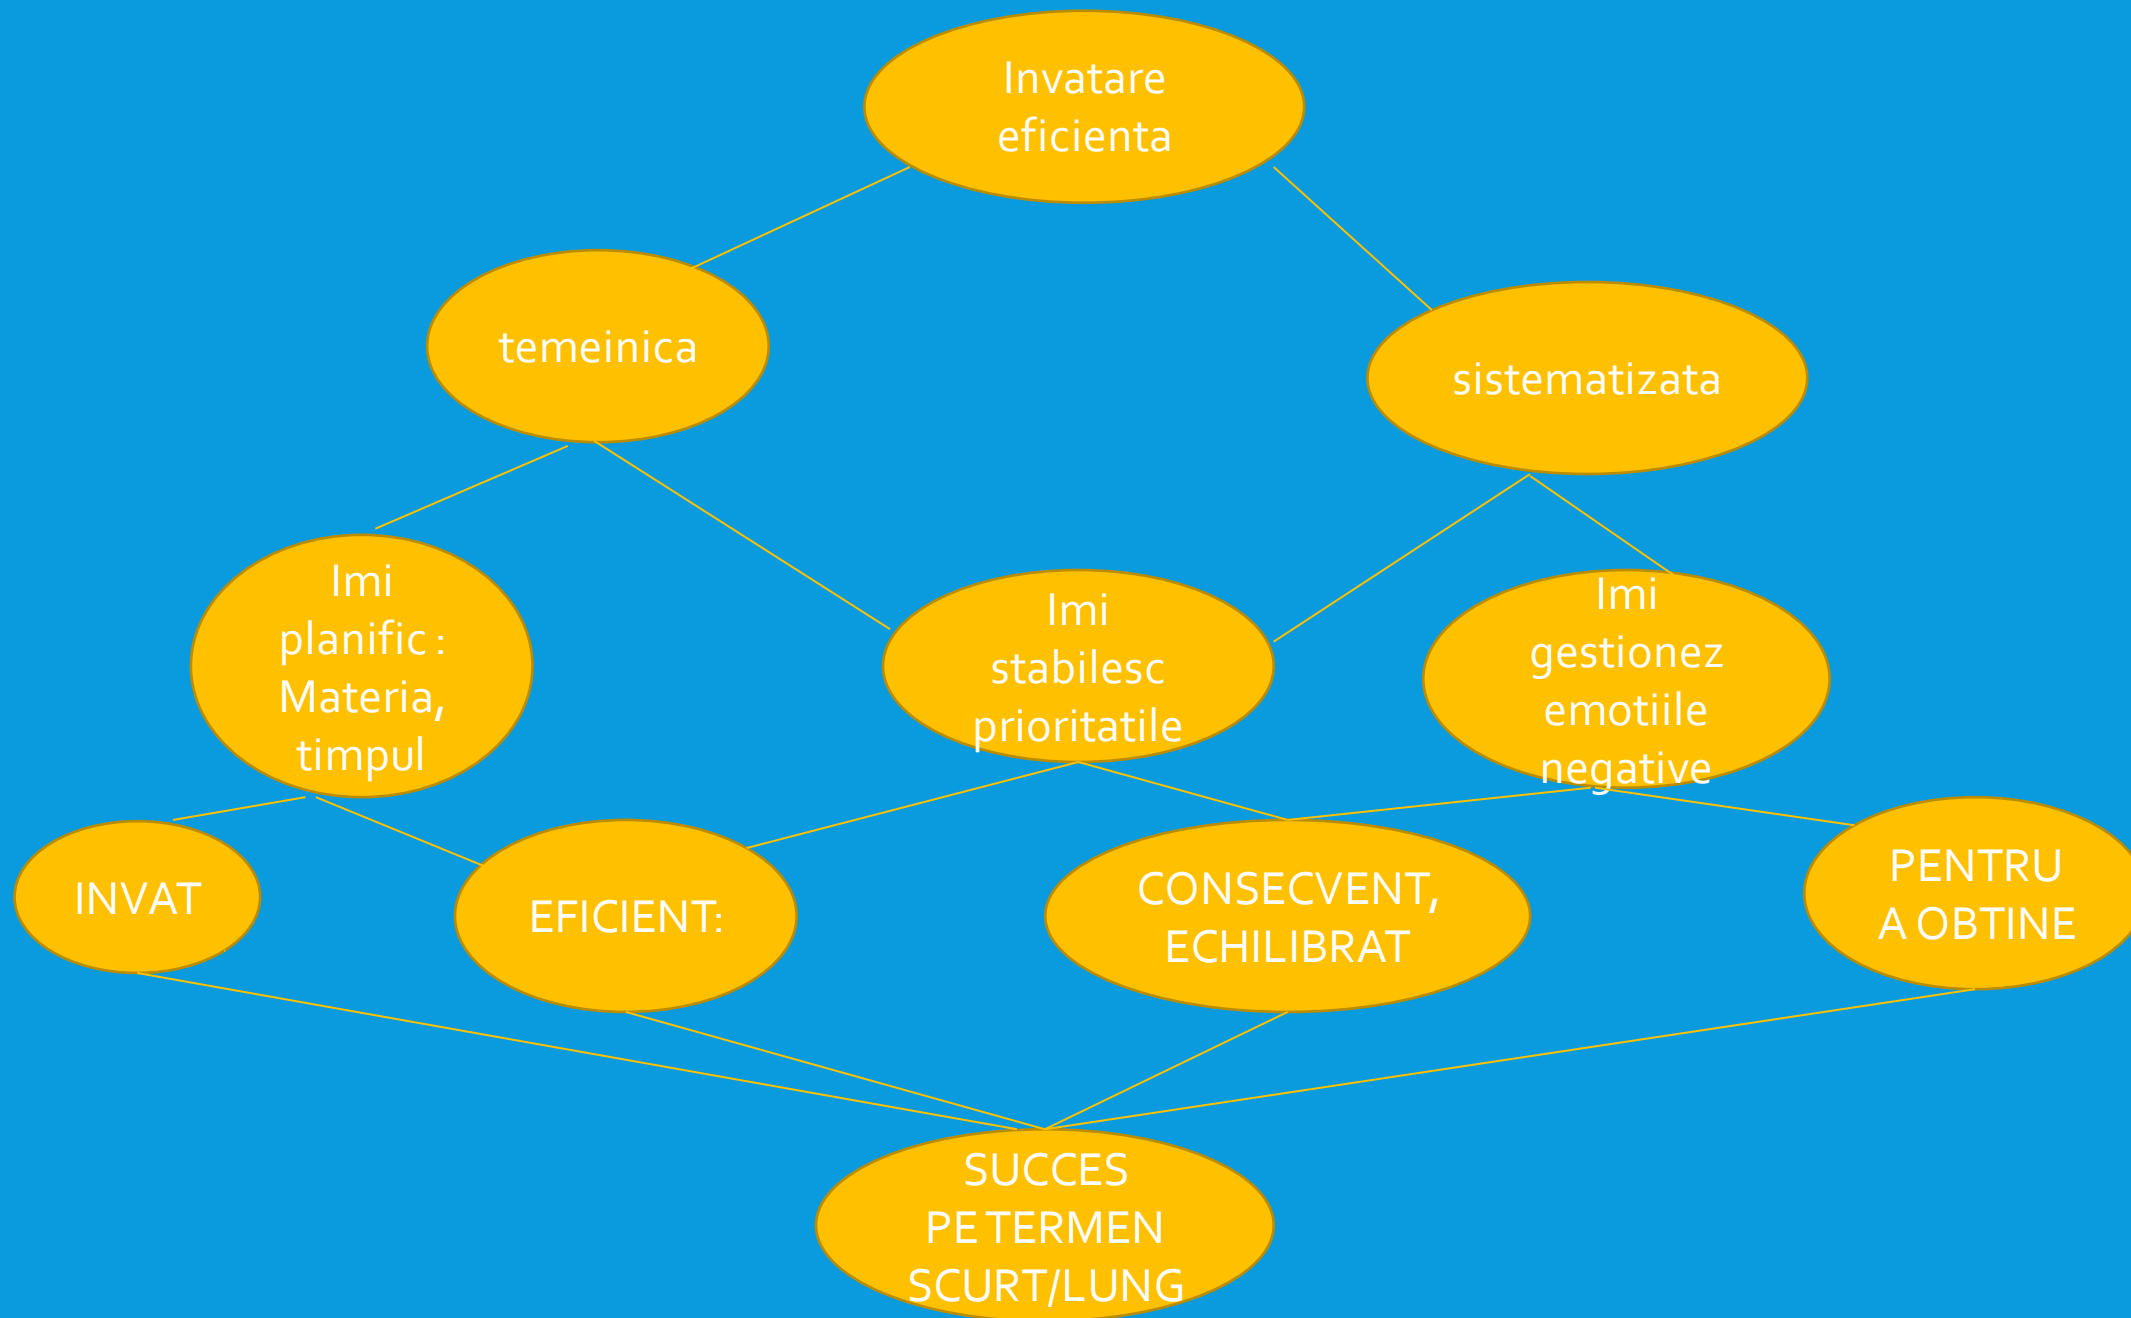 Invatare
eficienta
temeinica
sistematizata
Imi
planific :
Materia,
timpul
Imi
stabilesc
prioritatile
Imi
gestionez
emotiile
negative
INVAT
EFICIENT:
CONSECVENT,
ECHILIBRAT
PENTRU
A OBTINE
SUCCES
PE TERMEN
SCURT/LUNG